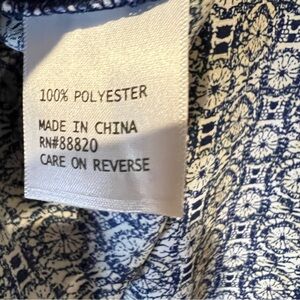 100% POLYESTER
MADE IN CHINA
RN#88820
CARE ON REVERSE